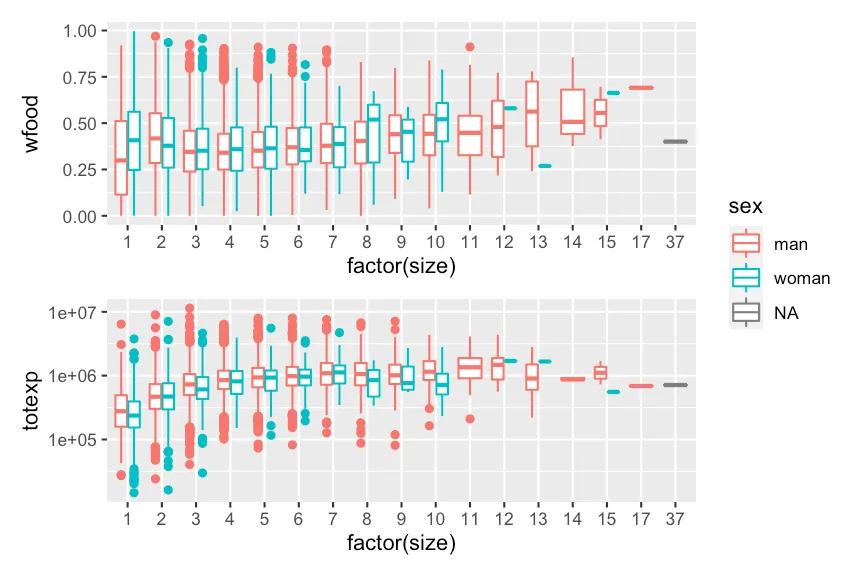 1.00
0.75
0.50
0.25
0.00
wfood
1 2 3 4 5 6 7 8 9 10 11 12 13 14 15 17 37
factor(size)
sex
man
woman
NA
1e+07
1e+06
1e+05
totexp
1 2 3 4 5 6 7 8 9 10 11 12 13 14 15 17 37
factor(size)